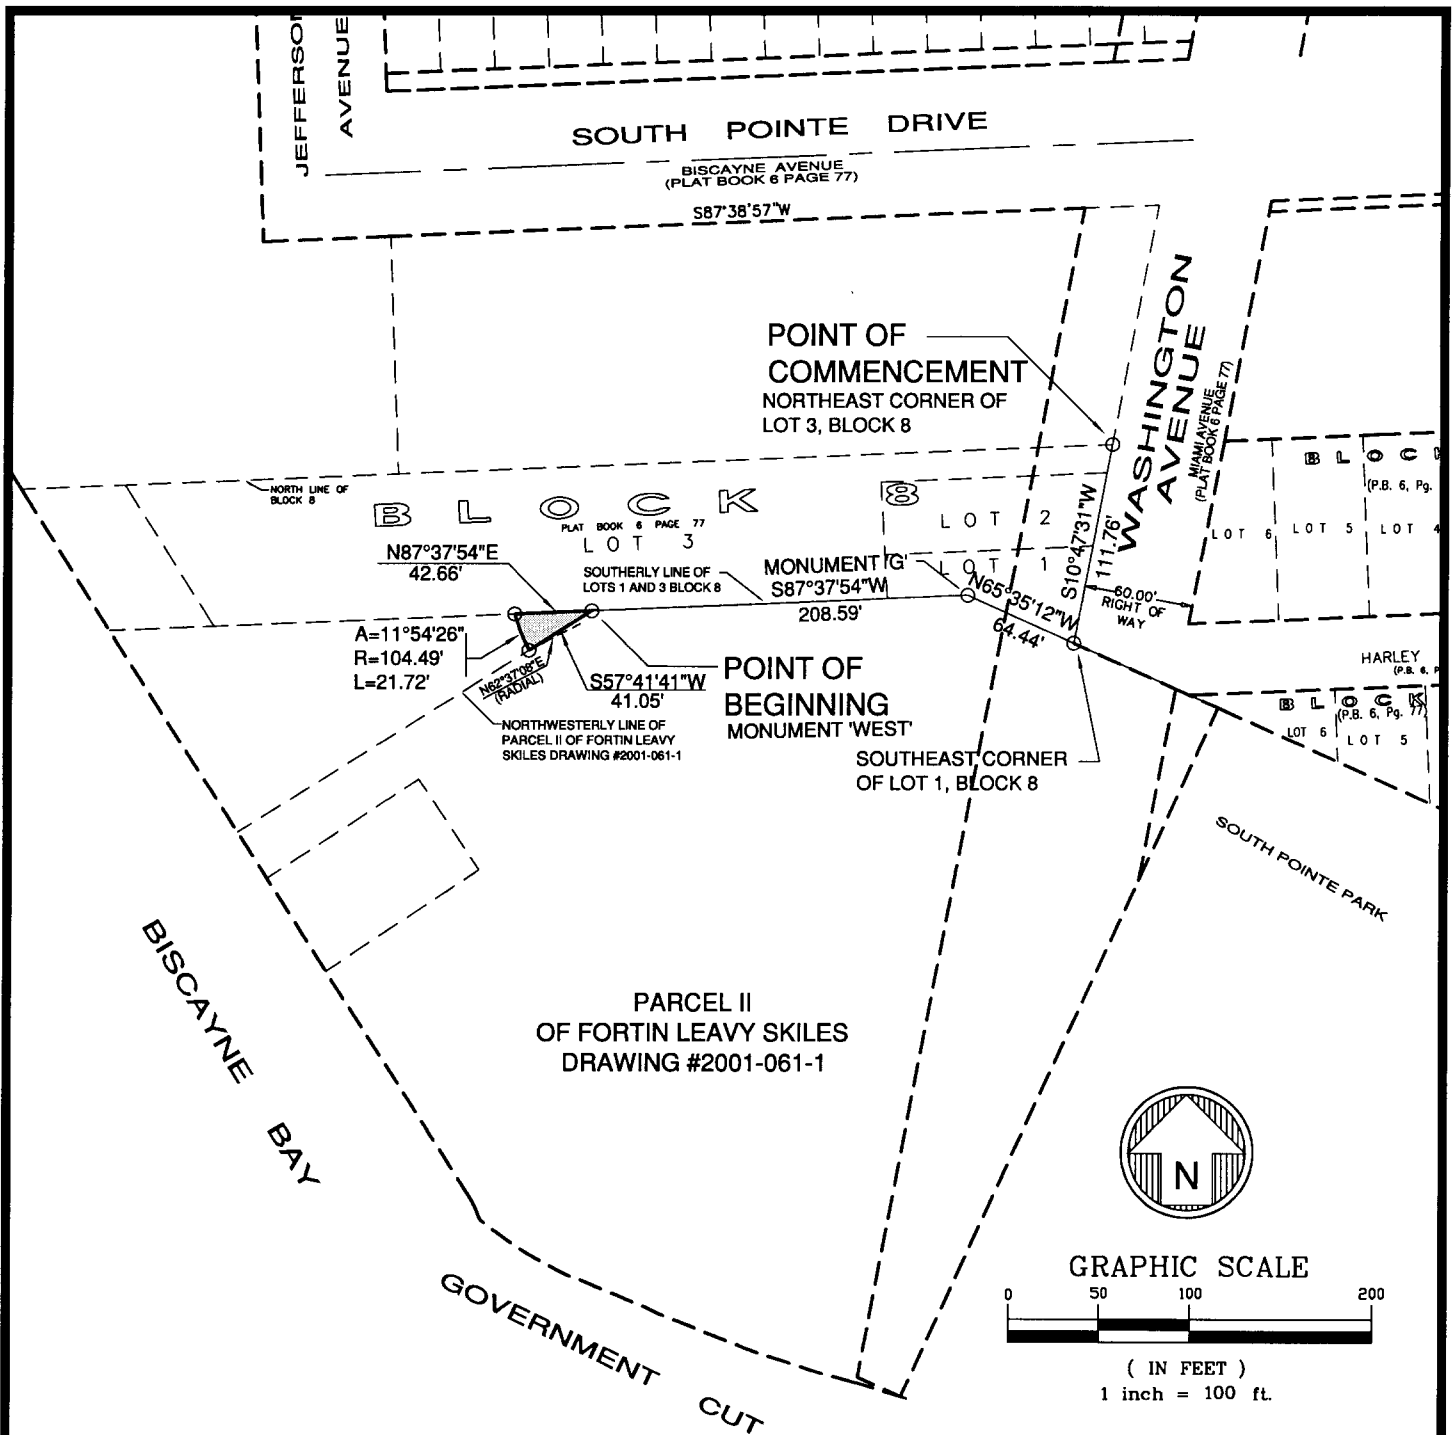 JEFFERSON
AVENUE
SOUTH POINTE DRIVE
BISCAYNE AVENUE
(PLAT BOOK 6 PAGE 77)
S87°38'57"W
WASHINGTON
AVENUE
MIAMI AVENUE
(PLAT BOOK 6 PAGE 77)
POINT OF
COMMENCEMENT
NORTHEAST CORNER OF
LOT 3, BLOCK 8
NORTH LINE OF
BLOCK 8
BLOCK 8
PLAT BOOK 6 PAGE 77
LOT 3
LOT 2
LOT 1
S10°47'31"W
111.76'
60.00'
RIGHT OF
WAY
BLOCK
(P.B. 6, Pg.
LOT 6
LOT 5
LOT 4
N87°37'54"E
42.66'
SOUTHERLY LINE OF
LOTS 1 AND 3 BLOCK 8
MONUMENT 'G'
S87°37'54"W
208.59'
N65°35'12"W
64.44'
A=11°54'26"
R=104.49'
L=21.72'
N62°37'08"E
(RADIAL)
S57°41'41"W
41.05'
POINT OF
BEGINNING
MONUMENT 'WEST'
NORTHWESTERLY LINE OF
PARCEL II OF FORTIN LEAVY
SKILES DRAWING #2001-061-1
SOUTHEAST CORNER
OF LOT 1, BLOCK 8
HARLEY
(P.B. 6, P
BLOCK
(P.B. 6, Pg. 77)
LOT 6
LOT 5
SOUTH POINTE PARK
BISCAYNE BAY
PARCEL II
OF FORTIN LEAVY SKILES
DRAWING #2001-061-1
GOVERNMENT CUT
N
GRAPHIC SCALE
0 50 100 200
( IN FEET )
1 inch = 100 ft.